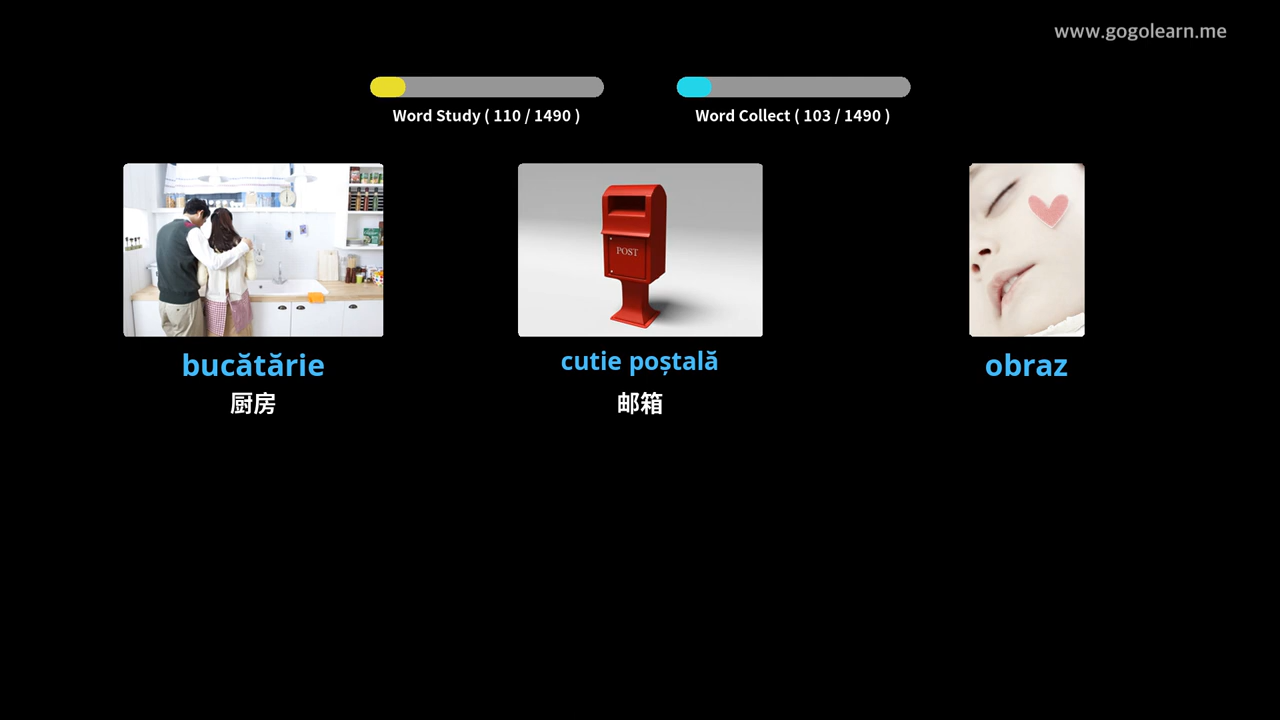 www.gogolearn.me
Word Study ( 110 / 1490 )
Word Collect ( 103 / 1490 )
POST
bucătărie
cutie poștală
obraz
厨房
邮箱